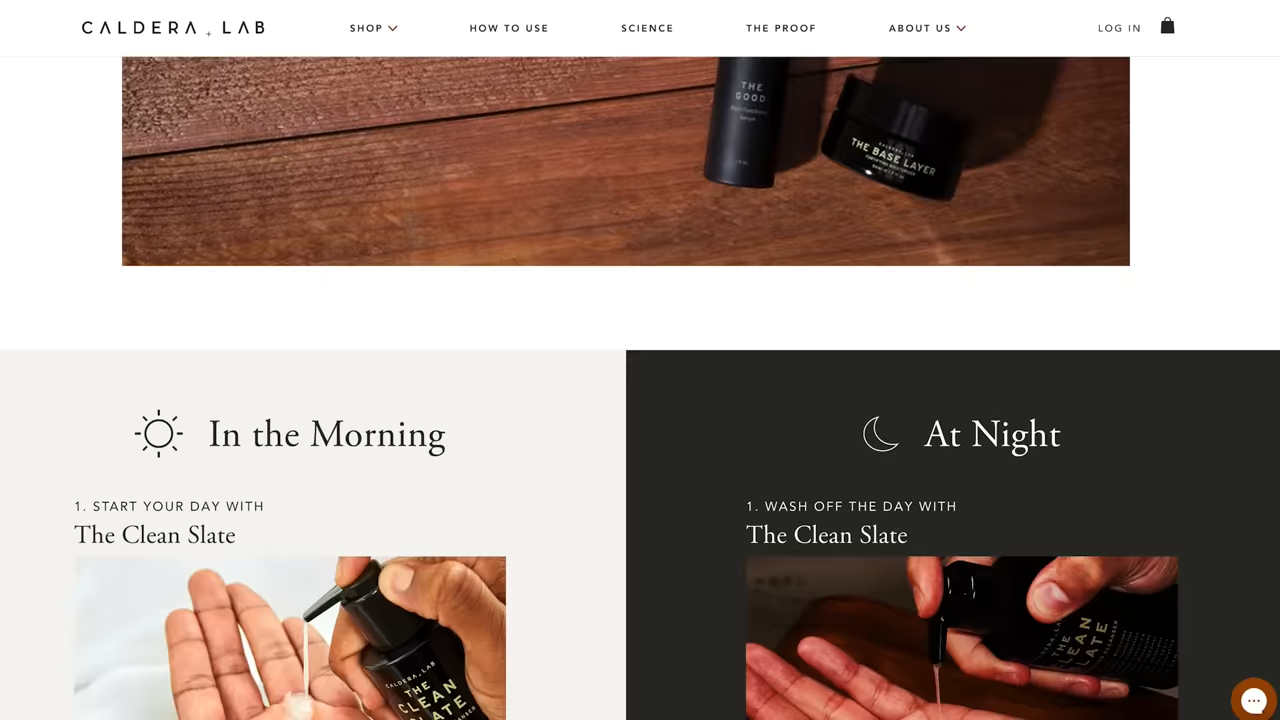 CALDERA + LAB
SHOP
HOW TO USE
SCIENCE
THE PROOF
ABOUT US
LOG IN
THE
GOOD
CALDERA + LAB
THE BASE LAYER
In the Morning
At Night
1. START YOUR DAY WITH
The Clean Slate
1. WASH OFF THE DAY WITH
The Clean Slate
CALDERA + LAB
THE
CLEAN
SLATE
THE
CLEAN
LATE
CLEANSER